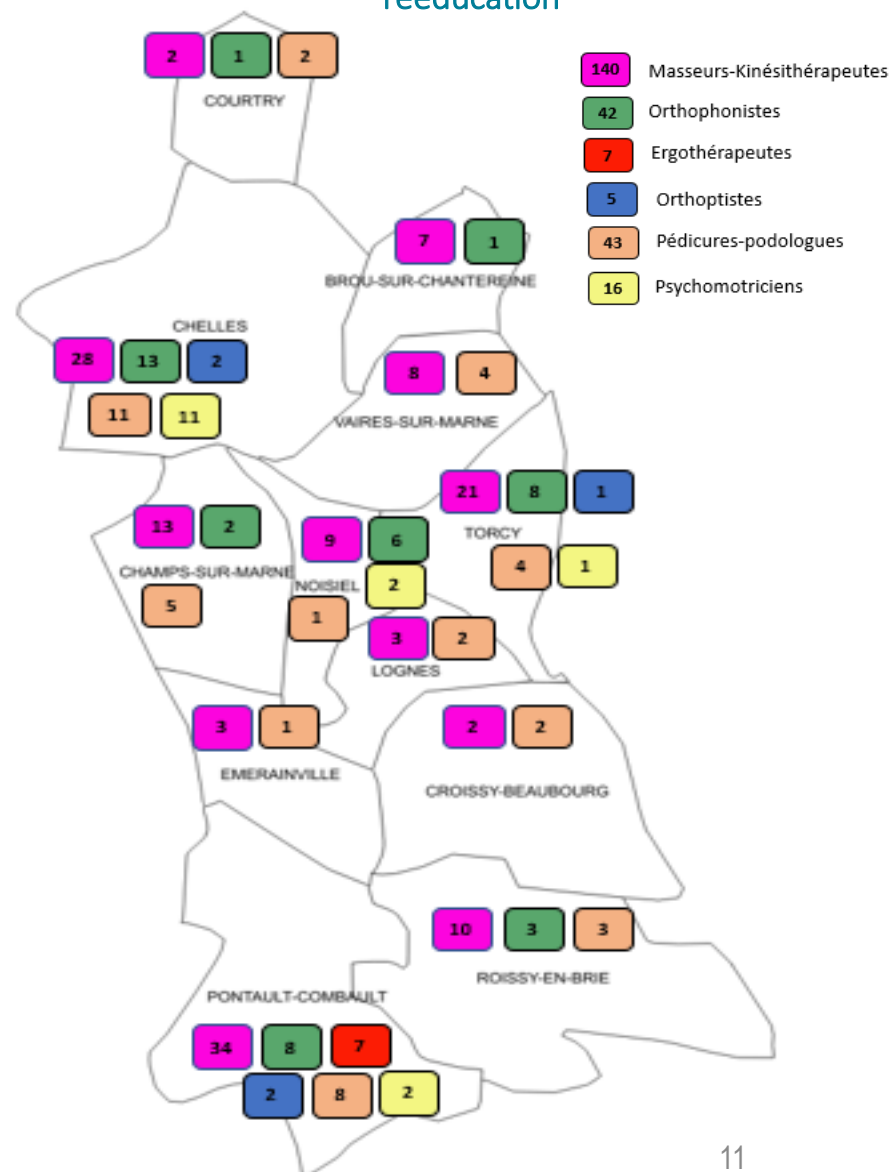 rééducation
2 1 2
COURTRY
140 Masseurs-Kinésithérapeutes
42 Orthophonistes
7 Ergothérapeutes
5 Orthoptistes
43 Pédicures-podologues
16 Psychomotriciens
7 1
BROU-SUR-CHANTEREINE
CHELLES
28 13 2
11 11
8 4
VAIRES-SUR-MARNE
21 8 1
TORCY
4 1
13 2
CHAMPS-SUR-MARNE
5
9 6
NOISIEL 2
1
3 2
LOGNES
3 1
EMERAINVILLE
2 2
CROISSY-BEAUBOURG
10 3 3
ROISSY-EN-BRIE
PONTAULT-COMBAULT
34 8 7
2 8 2
11